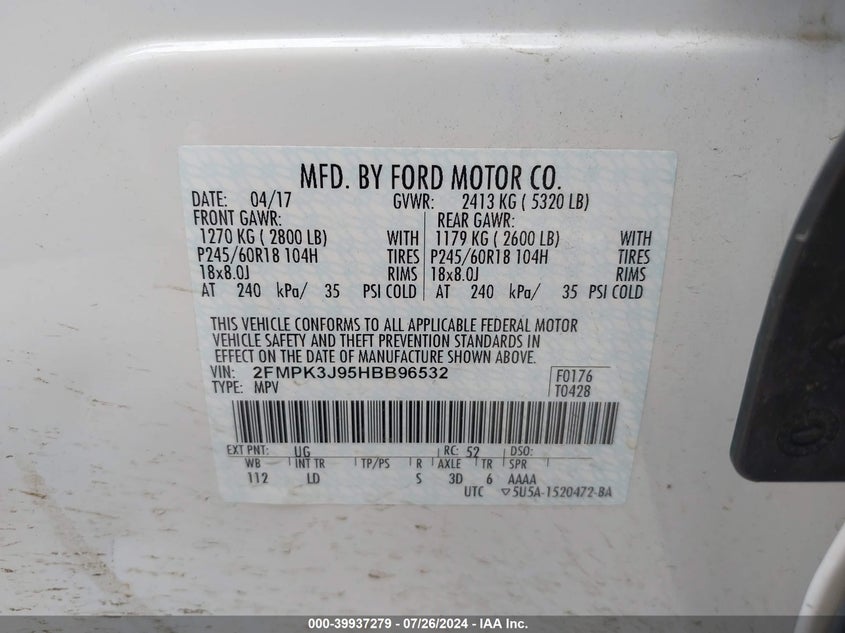 MFD. BY FORD MOTOR CO.
DATE: 04/17 GVWR: 2413 KG ( 5320 LB)
FRONT GAWR: REAR GAWR:
1270 KG ( 2800 LB) WITH 1179 KG ( 2600 LB) WITH
P245/60R18 104H TIRES P245/60R18 104H TIRES
18x8.0J RIMS 18x8.0J RIMS
AT 240 kPa/ 35 PSI COLD AT 240 kPa/ 35 PSI COLD
THIS VEHICLE CONFORMS TO ALL APPLICABLE FEDERAL MOTOR
VEHICLE SAFETY AND THEFT PREVENTION STANDARDS IN
EFFECT ON THE DATE OF MANUFACTURE SHOWN ABOVE.
VIN: 2FMPK3J95HBB96532 F0176
TYPE: MPV T0428
EXT PNT: UG RC: 52 DSO:
WB INT TR TP/PS R AXLE TR SPR
112 LD S 3D 6 AAAA
UTC ▽5U5A-1520472-BA
000-39937279 - 07/26/2024 - IAA Inc.